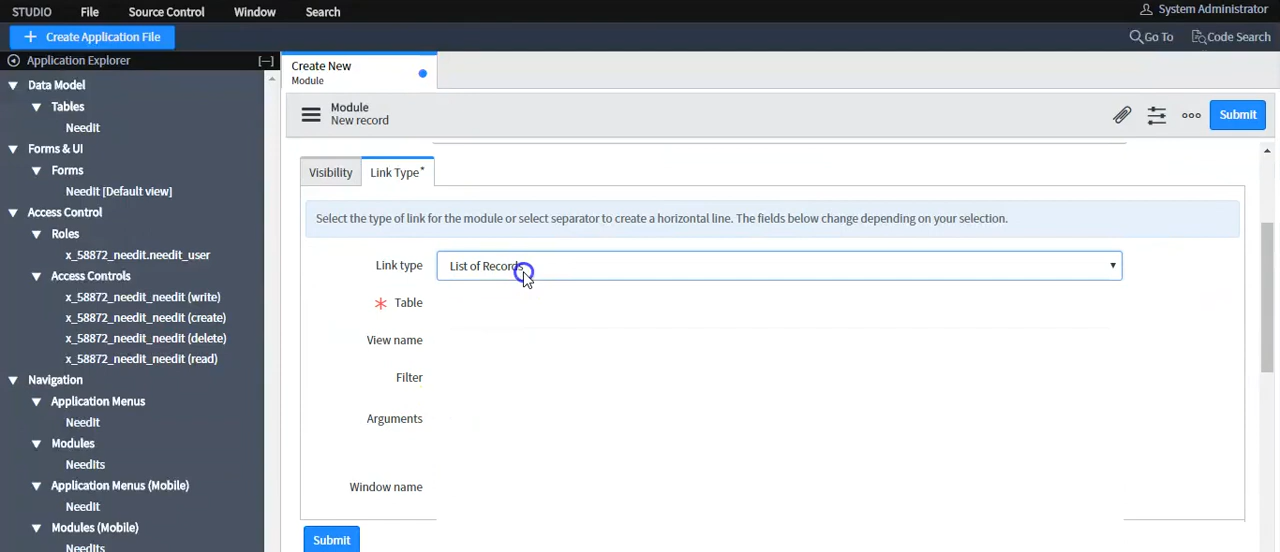 STUDIO File Source Control Window Search System Administrator
+ Create Application File Go To Code Search
Application Explorer [—]
Data Model
Tables
NeedIt
Forms & UI
Forms
NeedIt [Default view]
Access Control
Roles
x_58872_needit.needit_user
Access Controls
x_58872_needit_needit (write)
x_58872_needit_needit (create)
x_58872_needit_needit (delete)
x_58872_needit_needit (read)
Navigation
Application Menus
NeedIt
Modules
NeedIts
Application Menus (Mobile)
NeedIt
Modules (Mobile)
NeedIts
Create New
Module
Module
New record
Submit
Visibility Link Type*
Select the type of link for the module or select separator to create a horizontal line. The fields below change depending on your selection.
Link type List of Records
Table
View name
Filter
Arguments
Window name
Submit